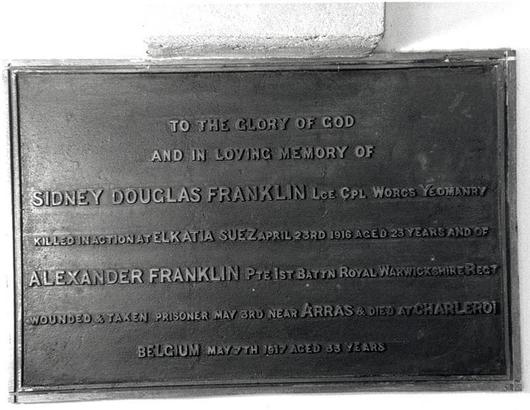 TO THE GLORY OF GOD
AND IN LOVING MEMORY OF
SIDNEY DOUGLAS FRANKLIN LCE CPL WORCS YEOMANRY
KILLED IN ACTION AT ELKATIA SUEZ APRIL 23RD 1916 AGED 23 YEARS AND OF
ALEXANDER FRANKLIN PTE 1ST BATTN ROYAL WARWICKSHIRE REGT
WOUNDED & TAKEN PRISONER MAY 3RD NEAR ARRAS & DIED AT CHARLEROI
BELGIUM MAY 7TH 1917 AGED 33 YEARS